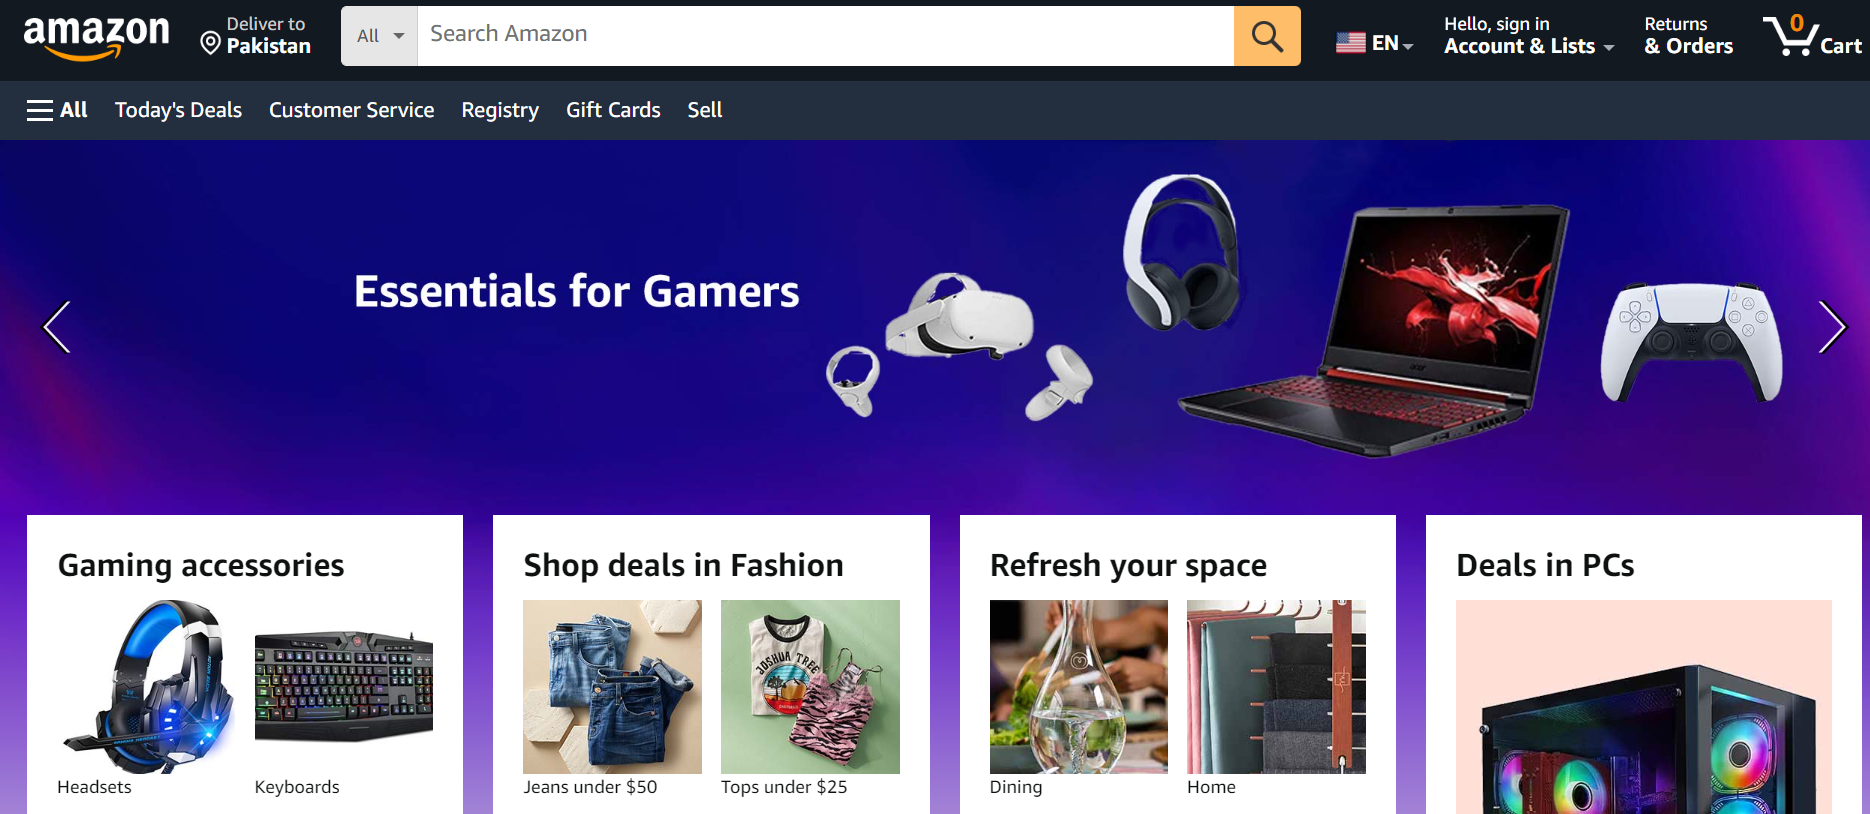 amazon
Deliver to
Pakistan
All
Search Amazon
EN
Hello, sign in
Account & Lists
Returns
& Orders
0
Cart
All
Today's Deals
Customer Service
Registry
Gift Cards
Sell
Essentials for Gamers
acer
Gaming accessories
Headsets
Keyboards
Shop deals in Fashion
JOSHUA TREE
Jeans under $50
Tops under $25
Refresh your space
Dining
Home
Deals in PCs